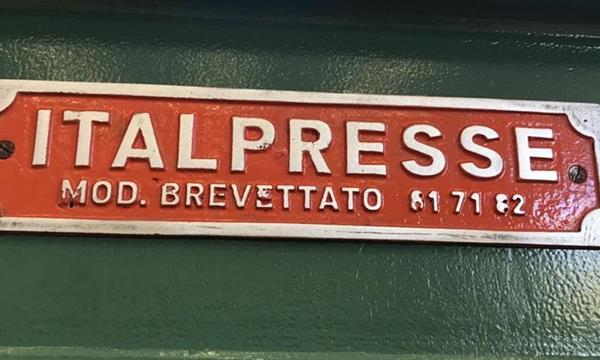 ITALPRESSE
MOD. BREVETTATO 81 71 82